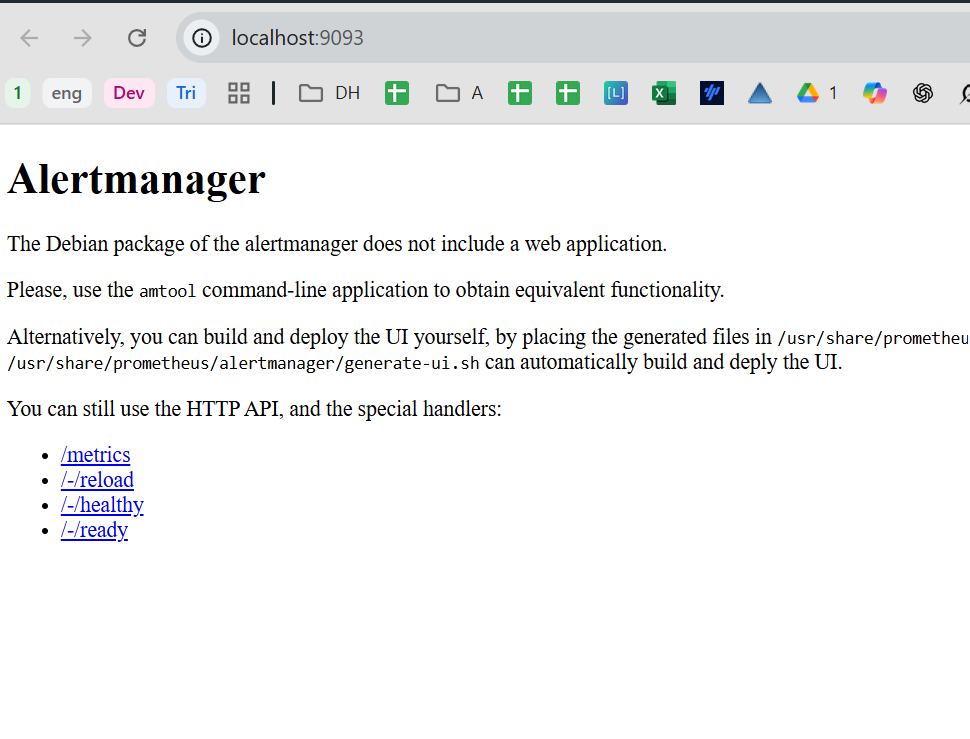 localhost:9093
1 eng Dev Tri DH A 1
Alertmanager
The Debian package of the alertmanager does not include a web application.
Please, use the amtool command-line application to obtain equivalent functionality.
Alternatively, you can build and deploy the UI yourself, by placing the generated files in /usr/share/prometheu
/usr/share/prometheus/alertmanager/generate-ui.sh can automatically build and deply the UI.
You can still use the HTTP API, and the special handlers:
• /metrics
• /-/reload
• /-/healthy
• /-/ready